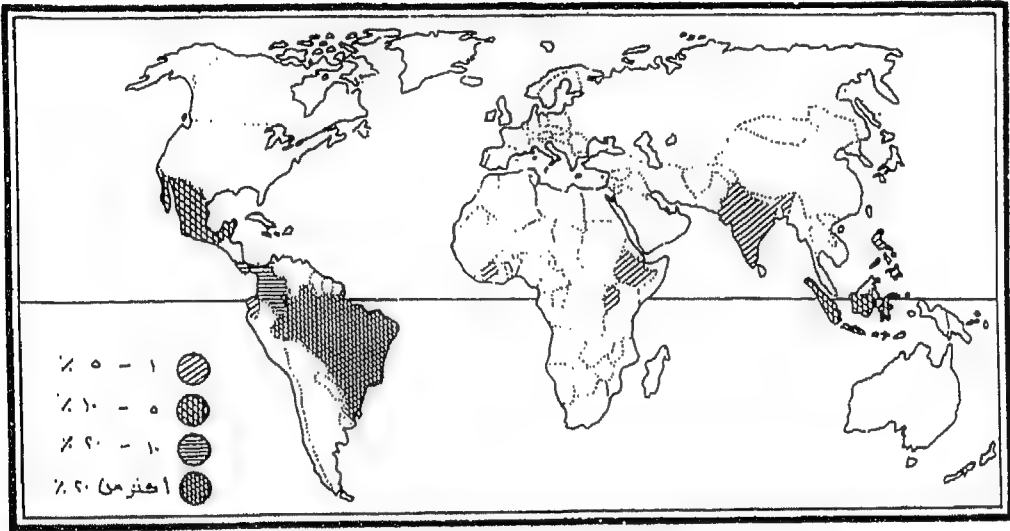 ١ - ٥ ٪
٥ - ١٠ ٪
١٠ - ٢٠ ٪
أكثر من ٢٠ ٪